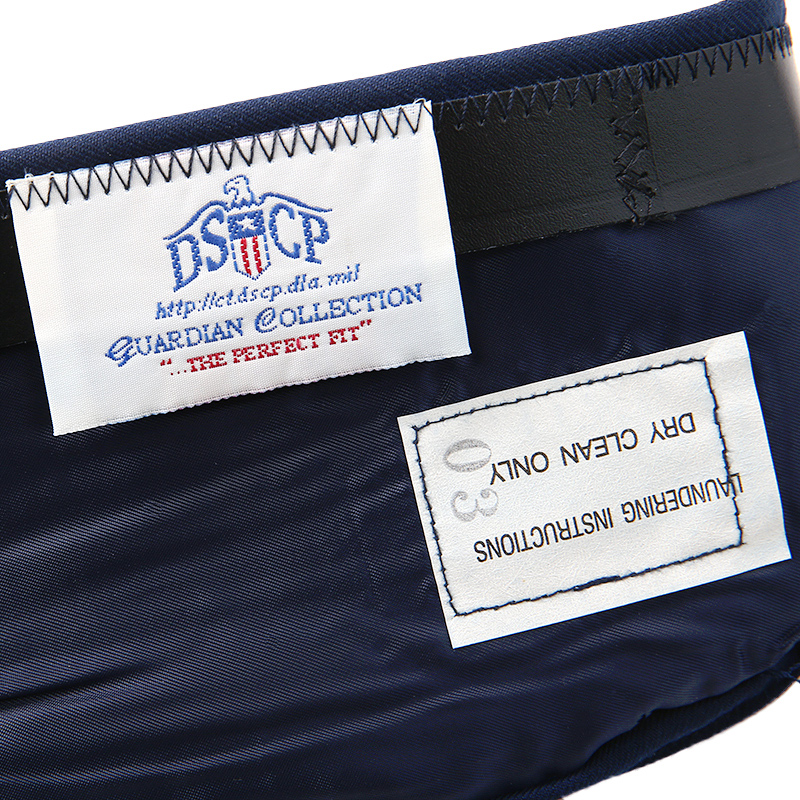 DSCP
http://ct.dscp.dla.mil
GUARDIAN COLLECTION
"...THE PERFECT FIT"
LAUNDERING INSTRUCTIONS
DRY CLEAN ONLY
03